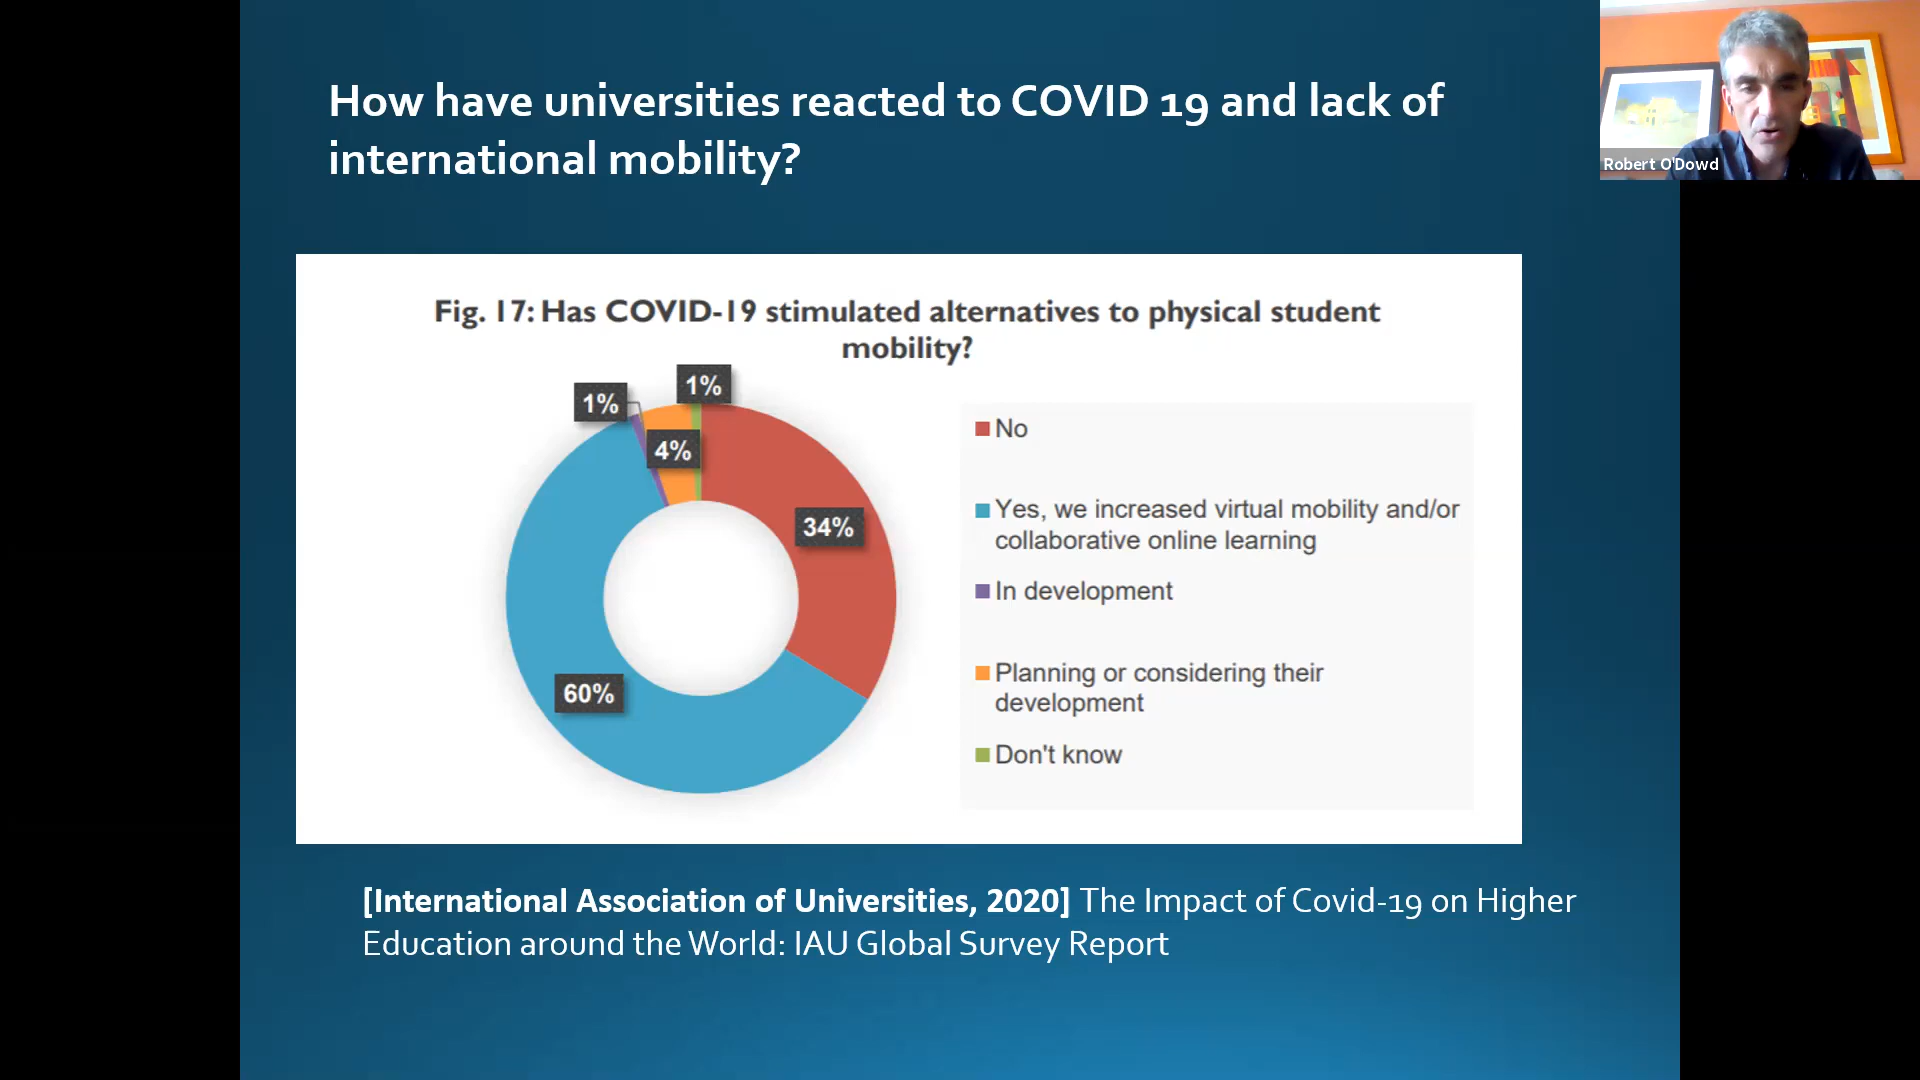 How have universities reacted to COVID 19 and lack of
international mobility?
Robert O'Dowd
Fig. 17: Has COVID-19 stimulated alternatives to physical student
mobility?
1%
1%
4%
34%
60%
No
Yes, we increased virtual mobility and/or
collaborative online learning
In development
Planning or considering their
development
Don't know
[International Association of Universities, 2020] The Impact of Covid-19 on Higher
Education around the World: IAU Global Survey Report